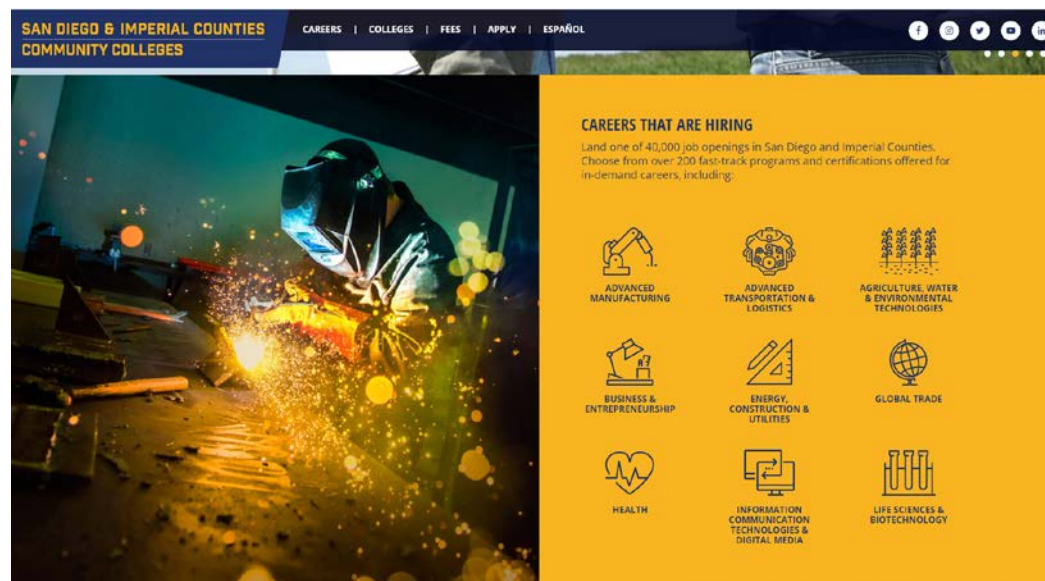 SAN DIEGO & IMPERIAL COUNTIES
COMMUNITY COLLEGES
CAREERS | COLLEGES | FEES | APPLY | ESPAÑOL
CAREERS THAT ARE HIRING
Land one of 40,000 job openings in San Diego and Imperial Counties.
Choose from over 200 fast-track programs and certifications offered for
in-demand careers, including:
ADVANCED
MANUFACTURING
ADVANCED
TRANSPORTATION &
LOGISTICS
AGRICULTURE, WATER
& ENVIRONMENTAL
TECHNOLOGIES
BUSINESS &
ENTREPRENEURSHIP
ENERGY,
CONSTRUCTION &
UTILITIES
GLOBAL TRADE
HEALTH
INFORMATION
COMMUNICATION
TECHNOLOGIES &
DIGITAL MEDIA
LIFE SCIENCES &
BIOTECHNOLOGY